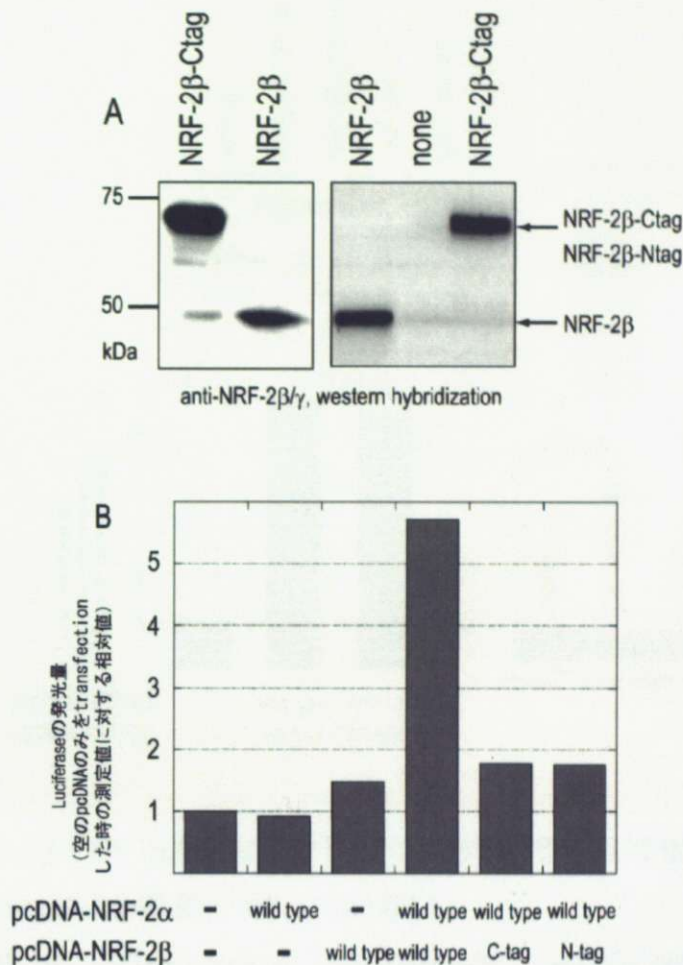 A
NRF-2β-Ctag
NRF-2β
NRF-2β
none
NRF-2β-Ctag
75
50
kDa
NRF-2β-Ctag
NRF-2β-Ntag
NRF-2β
anti-NRF-2β/γ, western hybridization
B
Luciferaseの発光量
(空のpcDNAのみをtransfection
した時の測定値に対する相対値)
5
4
3
2
1
pcDNA-NRF-2α - wild type - wild type wild type wild type
pcDNA-NRF-2β - - wild type wild type C-tag N-tag